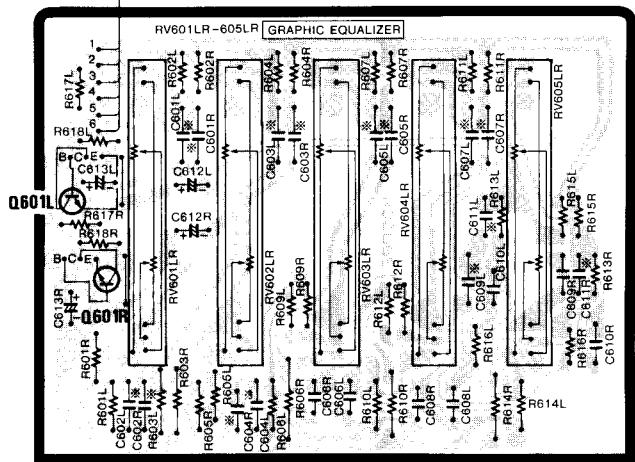 RV601LR-605LR GRAPHIC EQUALIZER
1
2
3
4
5
6
R617L
R618L
B C E
C613L
Q601L
R617R
R618R
B C E
Q601R
C613R
R601R
RV601LR
R602L
R602R
C601L
※
※
C601R
C612L
C612R
RV602LR
R604L
R604R
※
※
C603L
C603R
R609L
R609R
RV603LR
R607L
R607R
※
C605L
C605R
R612L
R612R
RV604LR
R611L
R611R
※
C607L
C607R
C611L
※
R613L
C609L
※
C610L
R616L
RV605LR
R615L
R615R
C609R
※
C611R
R613R
R616R
C610R
R601L
C602L
C602R
※
※
R603L
R603R
R605R
R605L
※
C604R
※
C604L
R608L
R606R
C606R
C606L
R610L
R610R
C608R
C608L
R614R
R614L